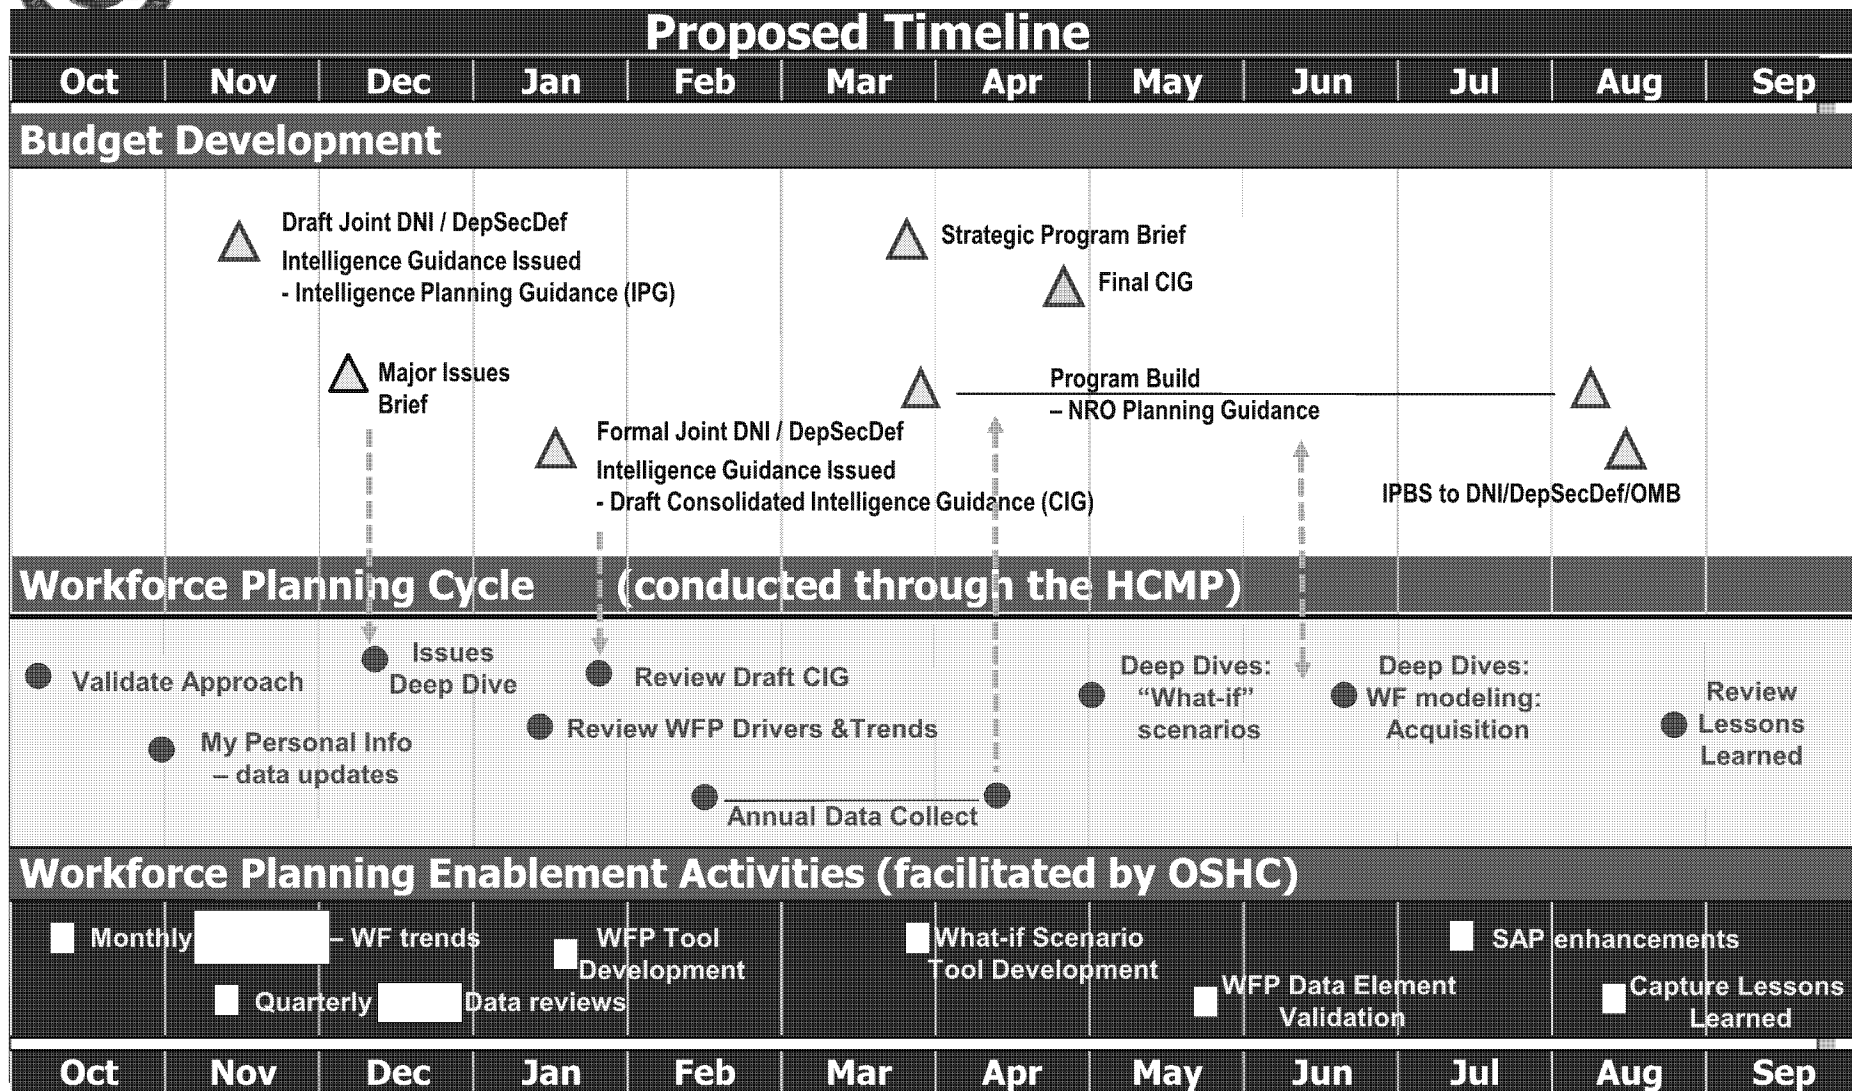 Proposed Timeline
Oct Nov Dec Jan Feb Mar Apr May Jun Jul Aug Sep
Budget Development
Draft Joint DNI / DepSecDef
Intelligence Guidance Issued
- Intelligence Planning Guidance (IPG)
Strategic Program Brief
Final CIG
Major Issues
Brief
Program Build
– NRO Planning Guidance
Formal Joint DNI / DepSecDef
Intelligence Guidance Issued
- Draft Consolidated Intelligence Guidance (CIG)
IPBS to DNI/DepSecDef/OMB
Workforce Planning Cycle (conducted through the HCMP)
Validate Approach
Issues
Deep Dive
Review Draft CIG
Deep Dives:
“What-if”
scenarios
Deep Dives:
WF modeling:
Acquisition
Review
Lessons
Learned
Review WFP Drivers &Trends
My Personal Info
– data updates
Annual Data Collect
Workforce Planning Enablement Activities (facilitated by OSHC)
Monthly – WF trends
WFP Tool
Development
What-if Scenario
Tool Development
SAP enhancements
Quarterly Data reviews
WFP Data Element
Validation
Capture Lessons
Learned
Oct Nov Dec Jan Feb Mar Apr May Jun Jul Aug Sep